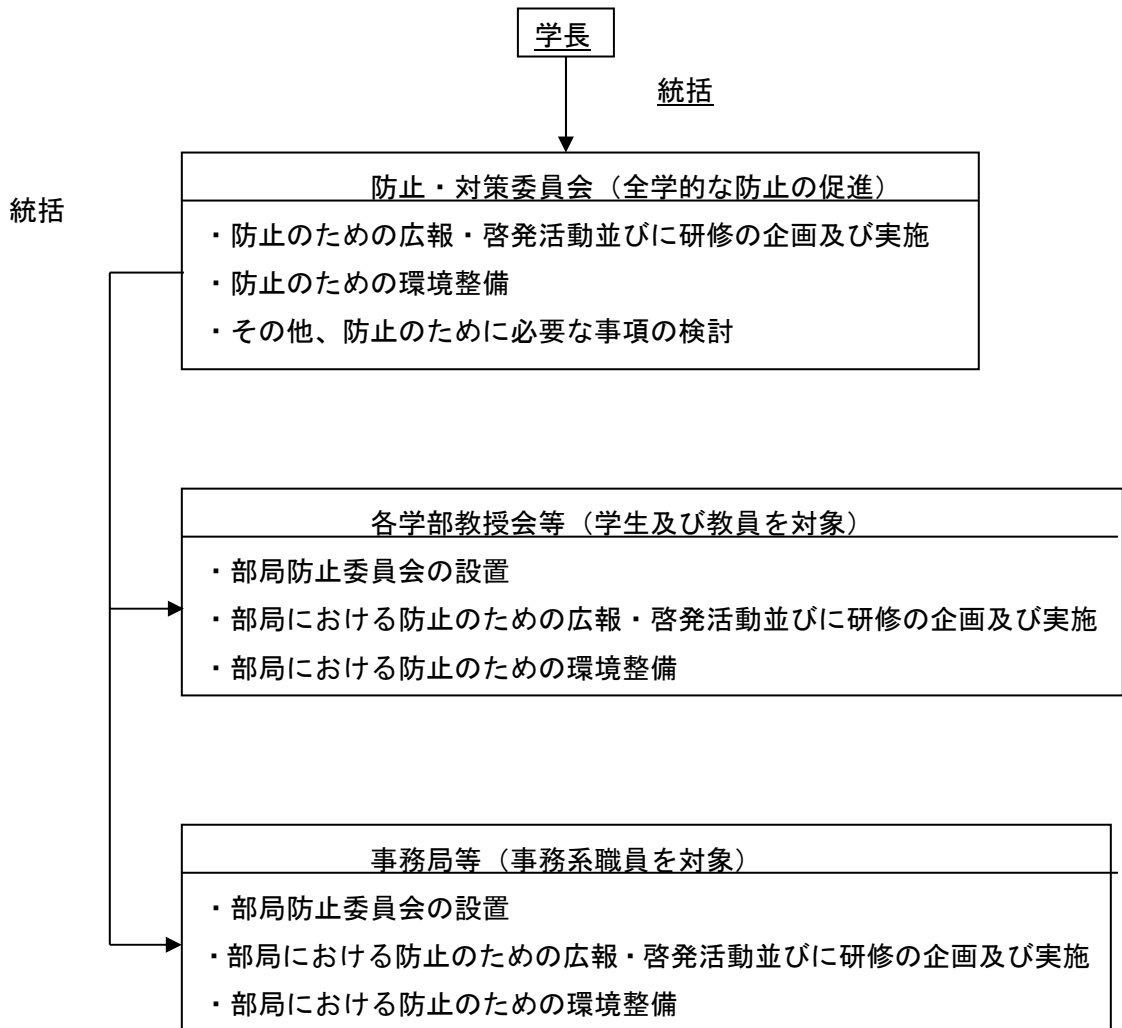 学長
統括
防止・対策委員会（全学的な防止の促進）
統括
・防止のための広報・啓発活動並びに研修の企画及び実施
・防止のための環境整備
・その他、防止のために必要な事項の検討
各学部教授会等（学生及び教員を対象）
・部局防止委員会の設置
・部局における防止のための広報・啓発活動並びに研修の企画及び実施
・部局における防止のための環境整備
事務局等（事務系職員を対象）
・部局防止委員会の設置
・部局における防止のための広報・啓発活動並びに研修の企画及び実施
・部局における防止のための環境整備